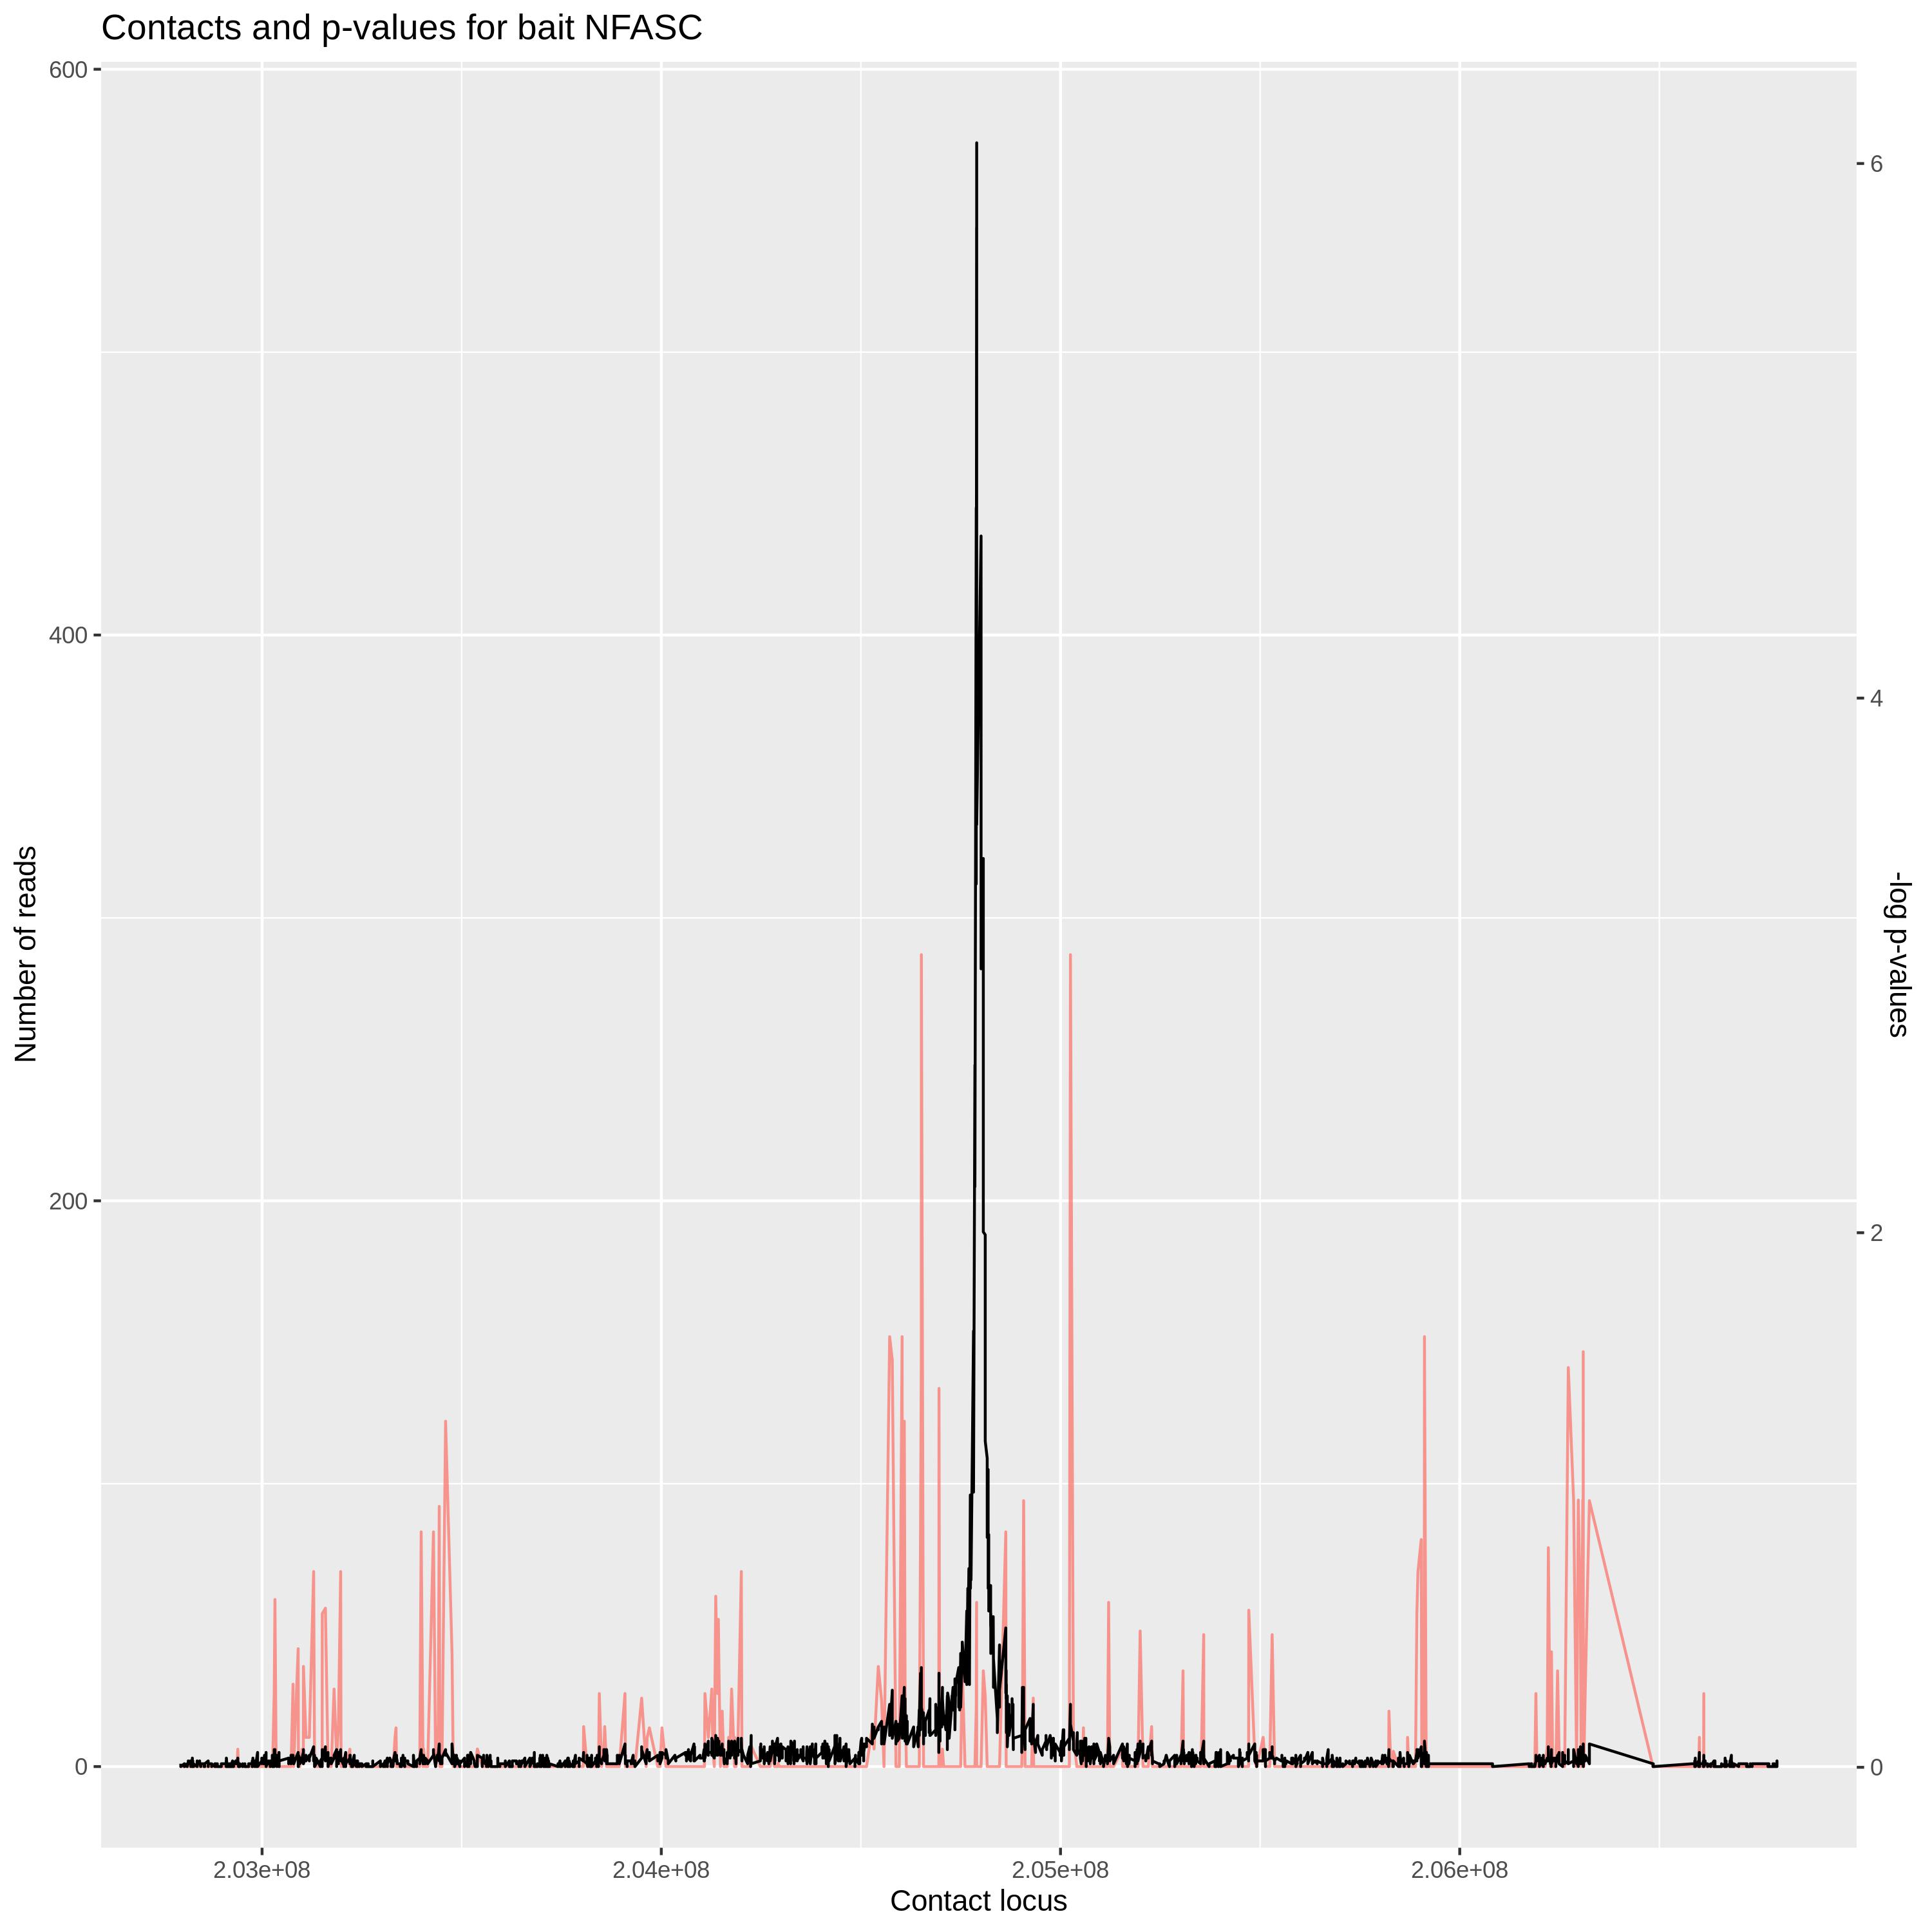 Contacts and p-values for bait NFASC
600
400
200
0
Number of reads
6
4
2
0
-log p-values
2.03e+08
2.04e+08
2.05e+08
2.06e+08
Contact locus